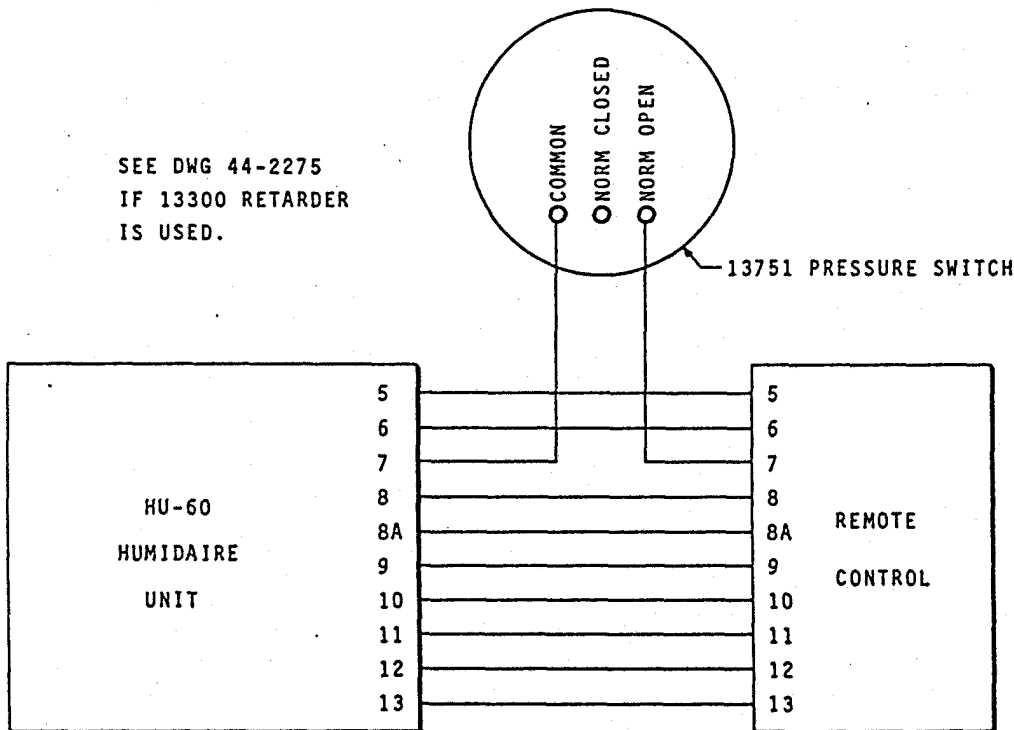 SEE DWG 44-2275
IF 13300 RETARDER
IS USED.
COMMON
NORM CLOSED
NORM OPEN
13751 PRESSURE SWITCH
HU-60
HUMIDAIRE
UNIT
5
6
7
8
8A
9
10
11
12
13
5
6
7
8
8A
9
10
11
12
13
REMOTE
CONTROL